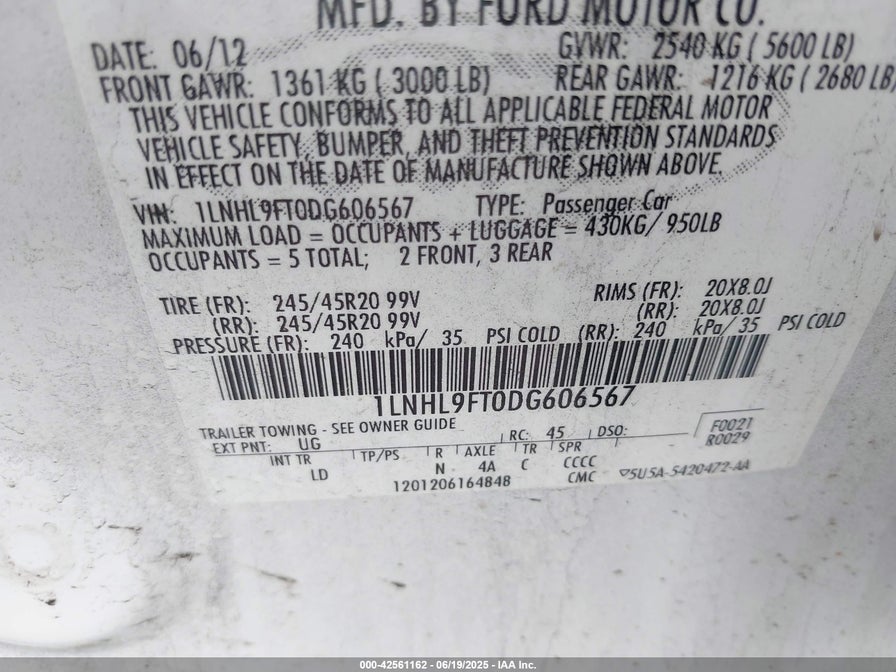 MFD. BY FORD MOTOR CO.
DATE: 06/12 GVWR: 2540 KG ( 5600 LB)
FRONT GAWR: 1361 KG ( 3000 LB) REAR GAWR: 1216 KG ( 2680 LB)
THIS VEHICLE CONFORMS TO ALL APPLICABLE FEDERAL MOTOR
VEHICLE SAFETY, BUMPER, AND THEFT PREVENTION STANDARDS
IN EFFECT ON THE DATE OF MANUFACTURE SHOWN ABOVE.
VIN: 1LNHL9FT0DG606567 TYPE: Passenger Car
MAXIMUM LOAD = OCCUPANTS + LUGGAGE = 430KG/ 950LB
OCCUPANTS = 5 TOTAL; 2 FRONT, 3 REAR
TIRE (FR): 245/45R20 99V RIMS (FR): 20X8.0J
(RR): 245/45R20 99V (RR): 20X8.0J
PRESSURE (FR): 240 kPa/ 35 PSI COLD (RR): 240 kPa/ 35 PSI COLD
1LNHL9FT0DG606567
TRAILER TOWING - SEE OWNER GUIDE
EXT PNT: UG RC: 45 DSO: F0021
R0029
INT TR TP/PS R AXLE TR SPR
LD N 4A C CCCC
1201206164848 CMC 5U5A-5420472-AA
000-42561162 - 06/19/2025 - IAA Inc.